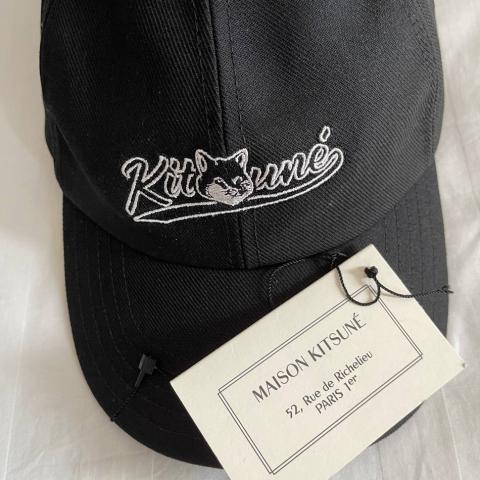 Kitsuné
MAISON KITSUNÉ
52, Rue de Richelieu
PARIS 1er